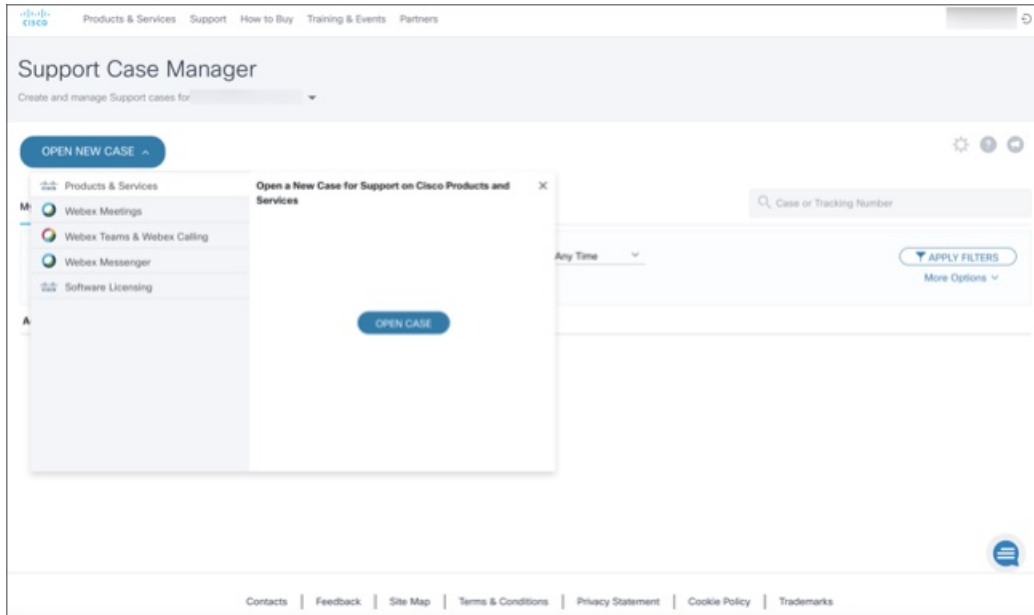 CISCO
Products & Services Support How to Buy Training & Events Partners
Support Case Manager
Create and manage Support cases for
OPEN NEW CASE
Products & Services
Open a New Case for Support on Cisco Products and
Services
My
Webex Meetings
Case or Tracking Number
Webex Teams & Webex Calling
Webex Messenger
Any Time
APPLY FILTERS
More Options
Software Licensing
OPEN CASE
Contacts | Feedback | Site Map | Terms & Conditions | Privacy Statement | Cookie Policy | Trademarks